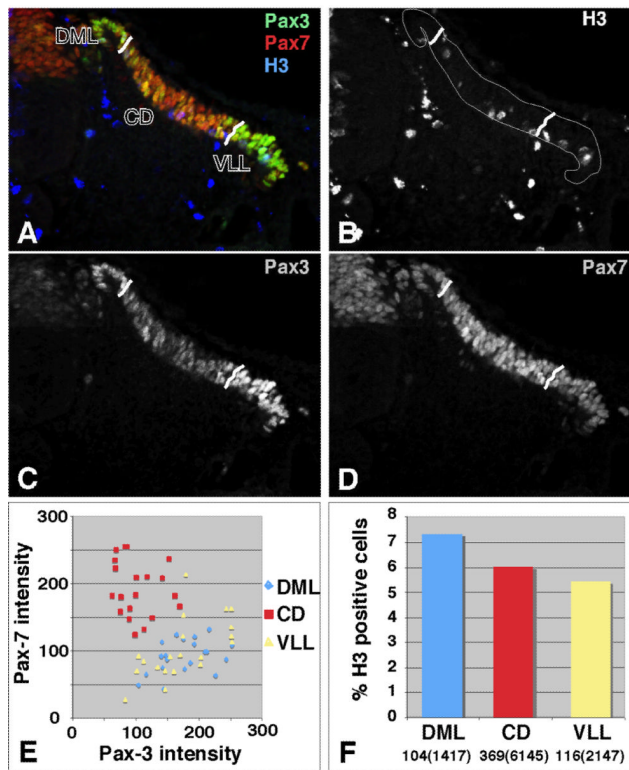 Pax3
Pax7
H3
DML
CD
VLL
A
H3
B
Pax3
C
Pax7
D
300
200
100
0
0 100 200 300
Pax-7 intensity
Pax-3 intensity
DML
CD
VLL
E
8
7
6
5
4
3
2
1
0
% H3 positive cells
DML CD VLL
104(1417) 369(6145) 116(2147)
F